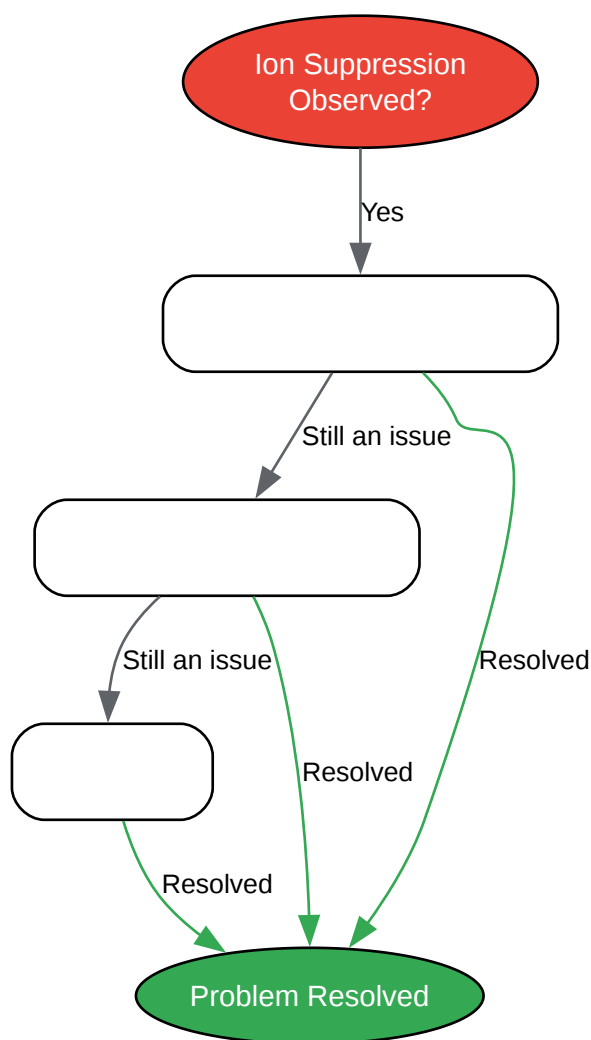 Ion Suppression
Observed?
Yes
Still an issue
Still an issue
Resolved
Resolved
Resolved
Problem Resolved